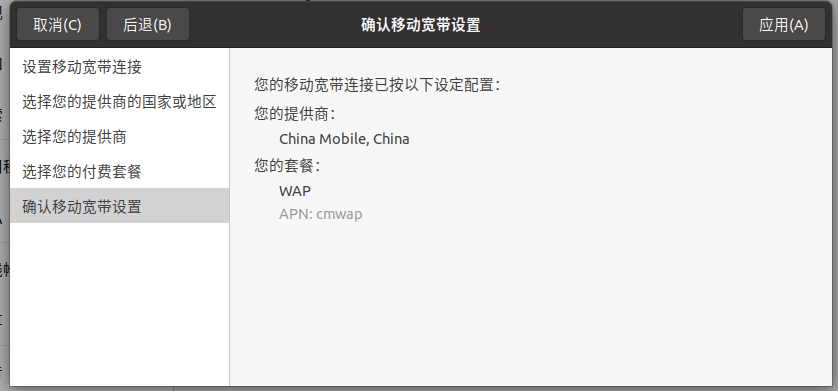 取消(C) 后退(B) 确认移动宽带设置 应用(A)
设置移动宽带连接
选择您的提供商的国家或地区
选择您的提供商
选择您的付费套餐
确认移动宽带设置
您的移动宽带连接已按以下设定配置：
您的提供商：
China Mobile, China
您的套餐：
WAP
APN: cmwap